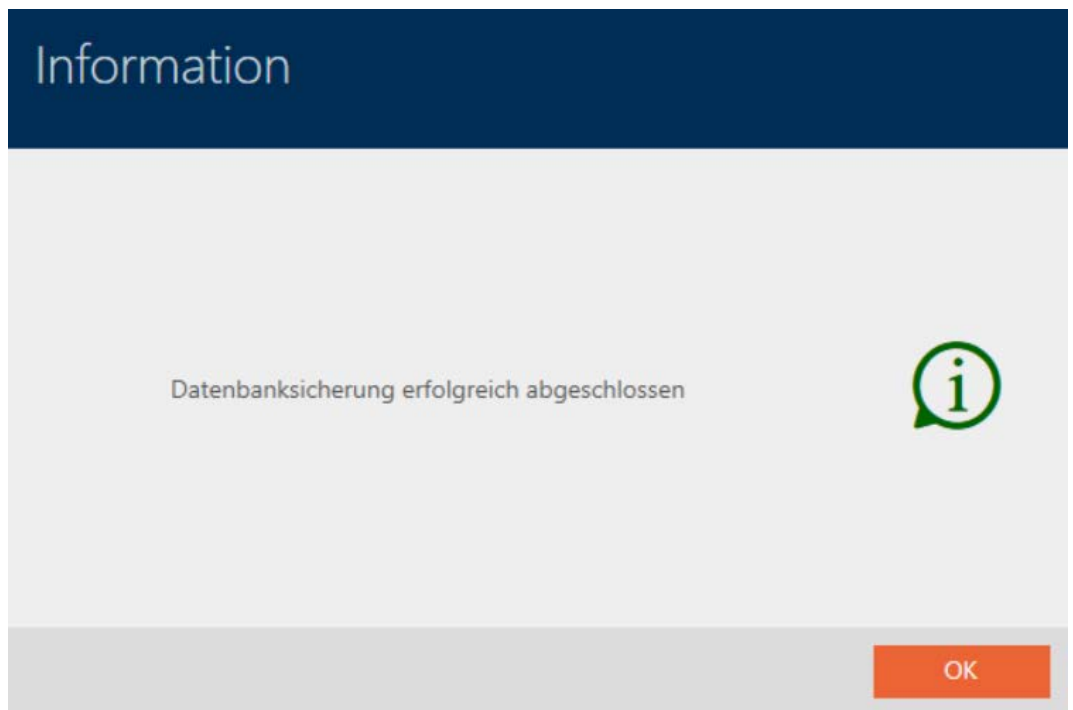 Information
Datenbanksicherung erfolgreich abgeschlossen
i
OK